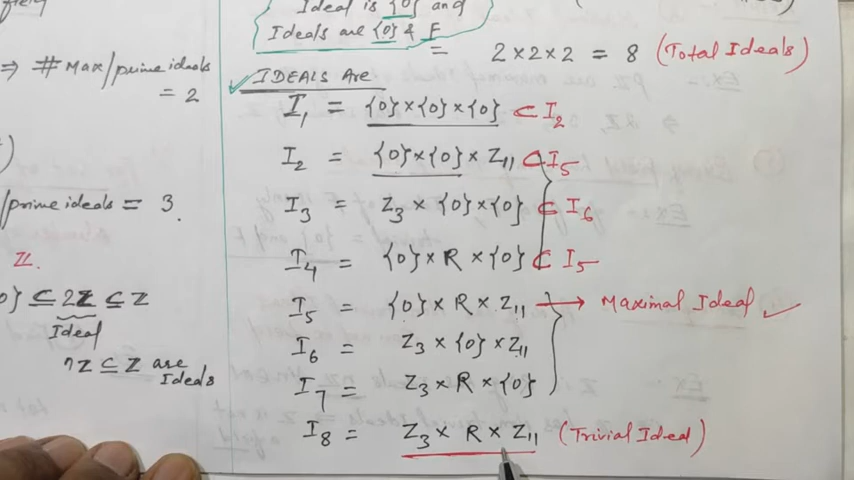 Ideal is {0} and
Ideals are {0} & F
= 2×2×2 = 8 (Total Ideals)
⇒ #Max/prime ideals
= 2
/prime ideals = 3.
Z.
} ⊆ 2Z ⊆ Z
Ideal
nZ ⊆ Z are
Ideals
IDEALS Are
I₁ = {0}×{0}×{0} ⊂ I₂
I₂ = {0}×{0}×Z₁₁ ⊂ I₅
I₃ = Z₃×{0}×{0} ⊂ I₆
I₄ = {0}×R×{0} ⊂ I₅
I₅ = {0}×R×Z₁₁ → Maximal Ideal ✓
I₆ = Z₃×{0}×Z₁₁
I₇ = Z₃×R×{0}
I₈ = Z₃×R×Z₁₁ (Trivial Ideal)